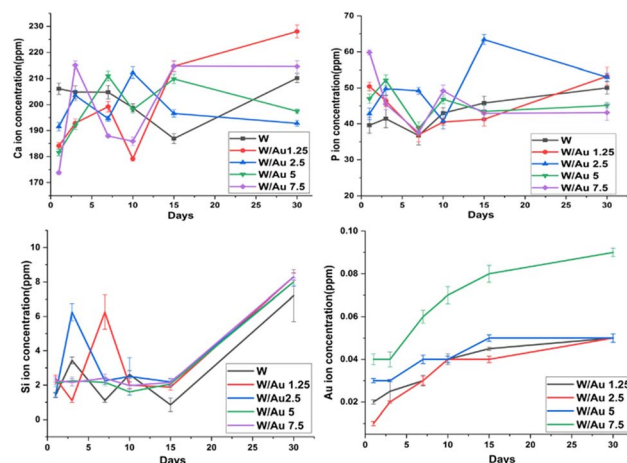 Ca ion concentration(ppm)
230
220
210
200
190
180
170
0 5 10 15 20 25 30
Days
W
W/Au1.25
W/Au 2.5
W/Au 5
W/Au 7.5
P ion concentration(ppm)
70
60
50
40
30
20
0 5 10 15 20 25 30
Days
W
W/Au 1.25
W/Au 2.5
W/Au 5
W/Au 7.5
Si ion concentration(ppm)
8
6
4
2
0
0 5 10 15 20 25 30
Days
W
W/Au 1.25
W/Au2.5
W/Au 5
W/Au 7.5
Au ion concentration(ppm)
0.10
0.08
0.06
0.04
0.02
0.00
0 5 10 15 20 25 30
Days
W/Au 1.25
W/Au 2.5
W/Au 5
W/Au 7.5